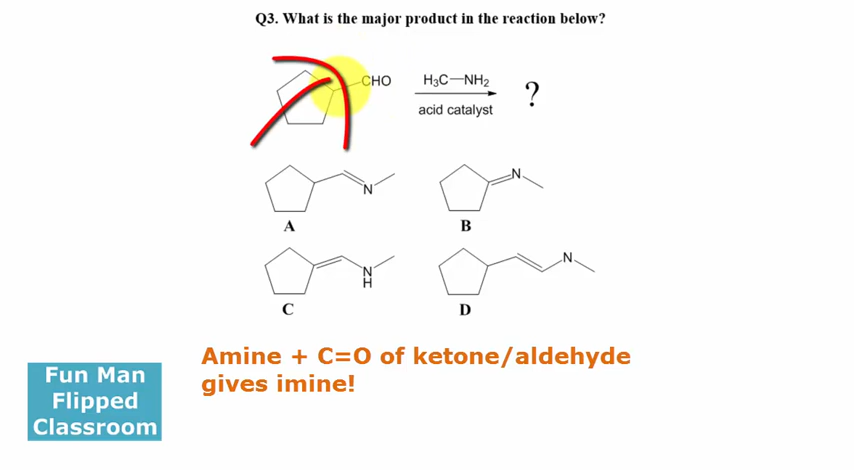 Q3. What is the major product in the reaction below?
CHO
H₃C—NH₂
acid catalyst
?
N
N
A
B
N
H
N
C
D
Amine + C=O of ketone/aldehyde
gives imine!
Fun Man
Flipped
Classroom